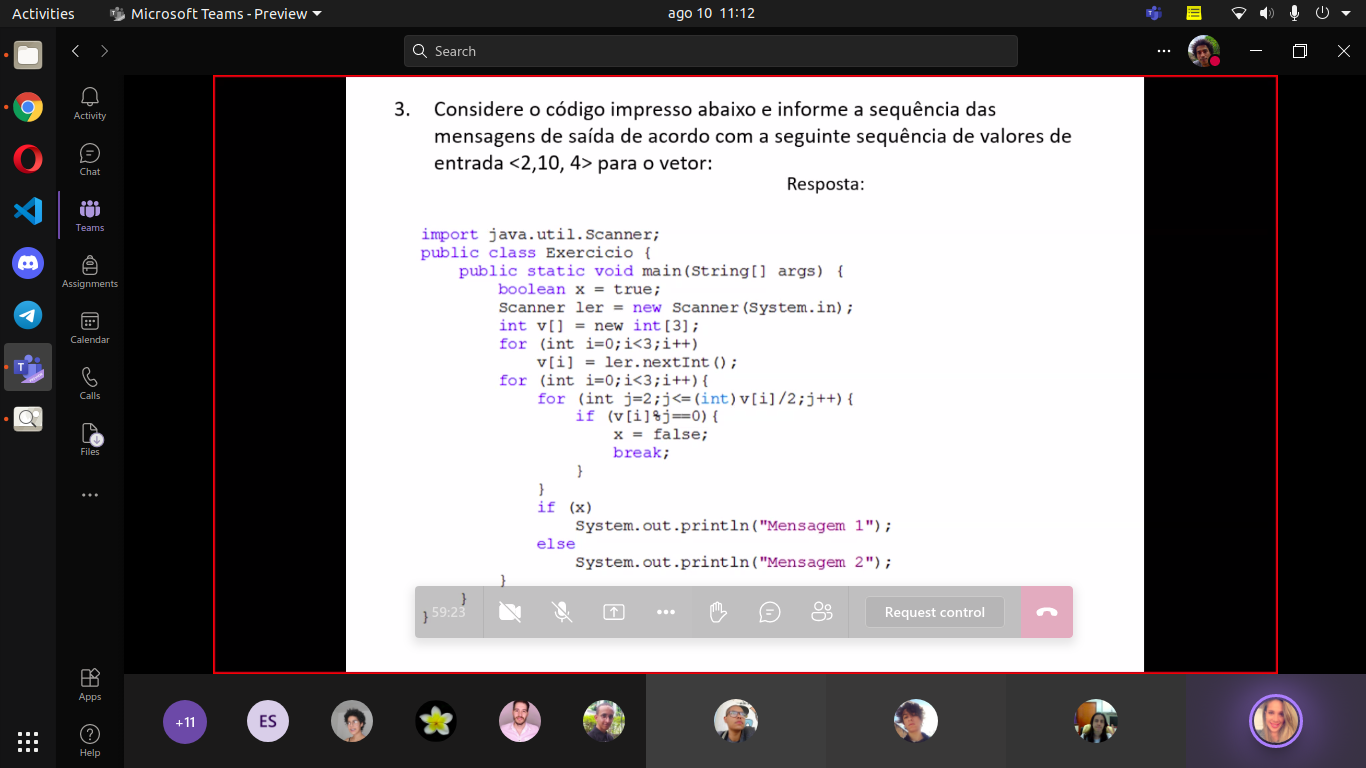 Activities
Microsoft Teams - Preview
ago 10 11:12
Search
Activity
Chat
Teams
Assignments
Calendar
Calls
Files
Apps
Help
3. Considere o código impresso abaixo e informe a sequência das
mensagens de saída de acordo com a seguinte sequência de valores de
entrada <2,10, 4> para o vetor:
Resposta:
import java.util.Scanner;
public class Exercicio {
public static void main(String[] args) {
boolean x = true;
Scanner ler = new Scanner(System.in);
int v[] = new int[3];
for (int i=0;i<3;i++)
v[i] = ler.nextInt();
for (int i=0;i<3;i++){
for (int j=2;j<=(int)v[i]/2;j++){
if (v[i]%j==0){
x = false;
break;
}
}
if (x)
System.out.println("Mensagem 1");
else
System.out.println("Mensagem 2");
}
}
}
59:23
Request control
+11
ES